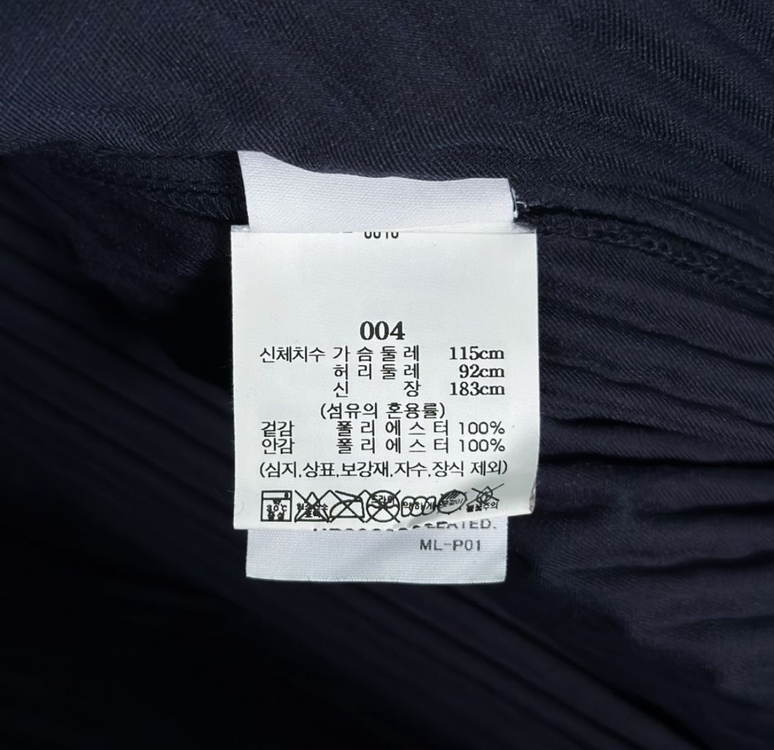 0010
004
신체치수 가 슴 둘 레 115cm
허 리 둘 레 92cm
신 장 183cm
(섬유의 혼용률)
겉감 폴 리 에 스 터 100%
안감 폴 리 에 스 터 100%
(심지,상표,보강재,자수,장식 제외)
EATED.
ML-P01